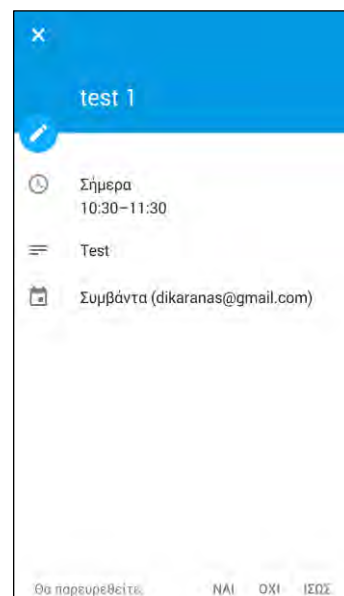 test 1
Σήμερα
10:30–11:30
Test
Συμβάντα (dikaranas@gmail.com)
Θα παρευρεθείτε; ΝΑΙ ΟΧΙ ΙΣΩΣ